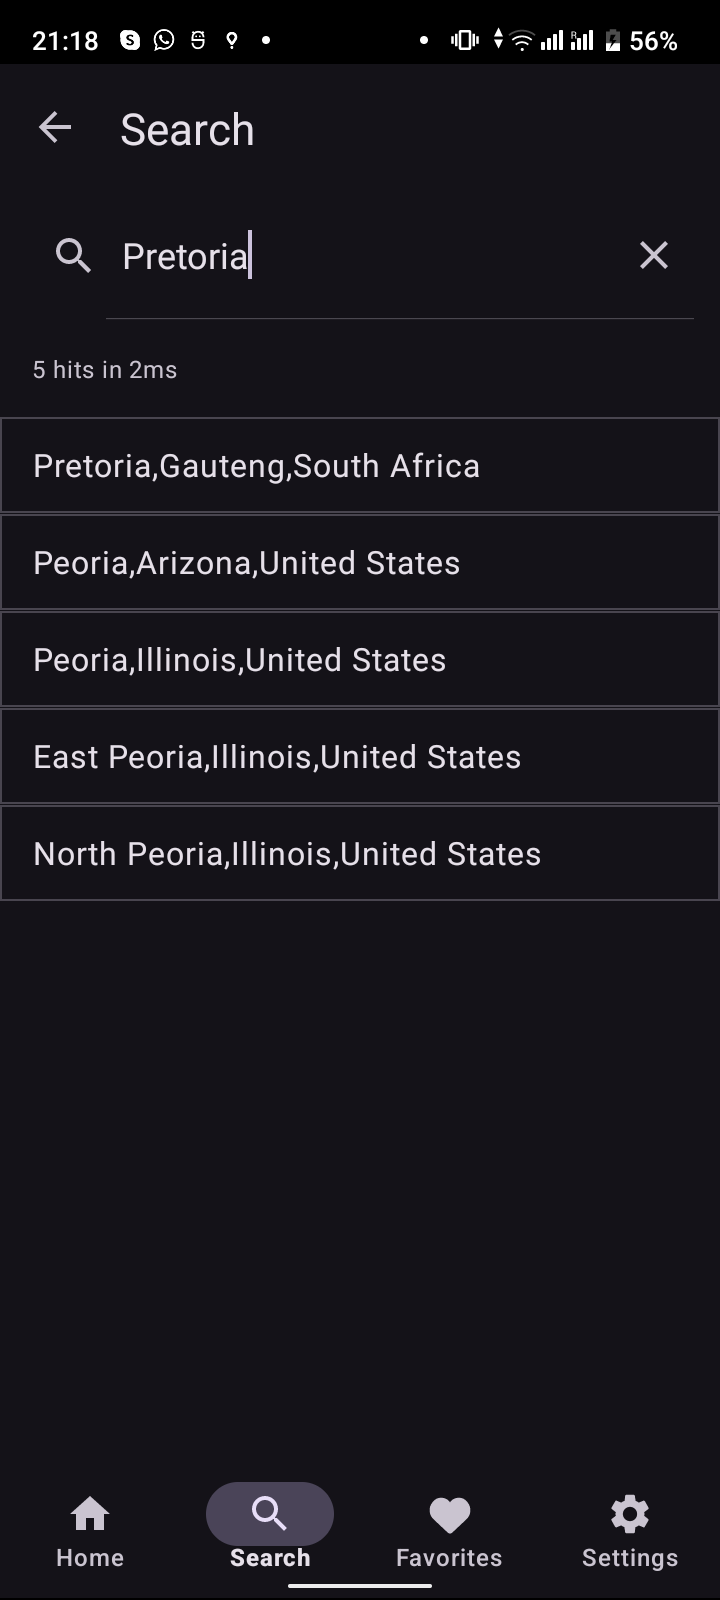 21:18 56%
Search
Pretoria
5 hits in 2ms
Pretoria,Gauteng,South Africa
Peoria,Arizona,United States
Peoria,Illinois,United States
East Peoria,Illinois,United States
North Peoria,Illinois,United States
Home Search Favorites Settings